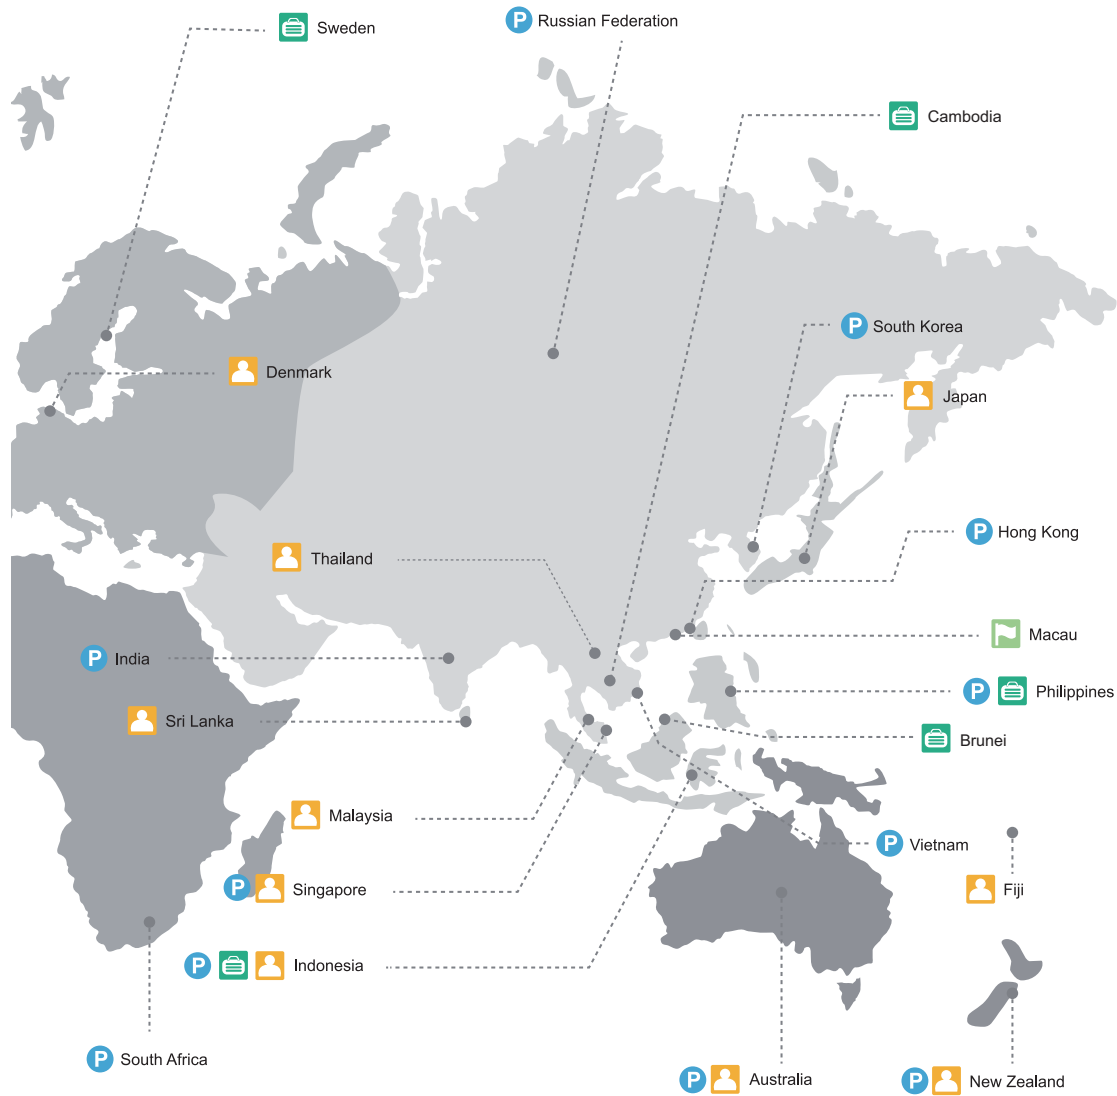 Sweden
P Russian Federation
Cambodia
P South Korea
Denmark
Japan
P Hong Kong
Thailand
Macau
P India
P Philippines
Sri Lanka
Brunei
Malaysia
P Vietnam
P Singapore
Fiji
P Indonesia
P South Africa
P Australia
P New Zealand